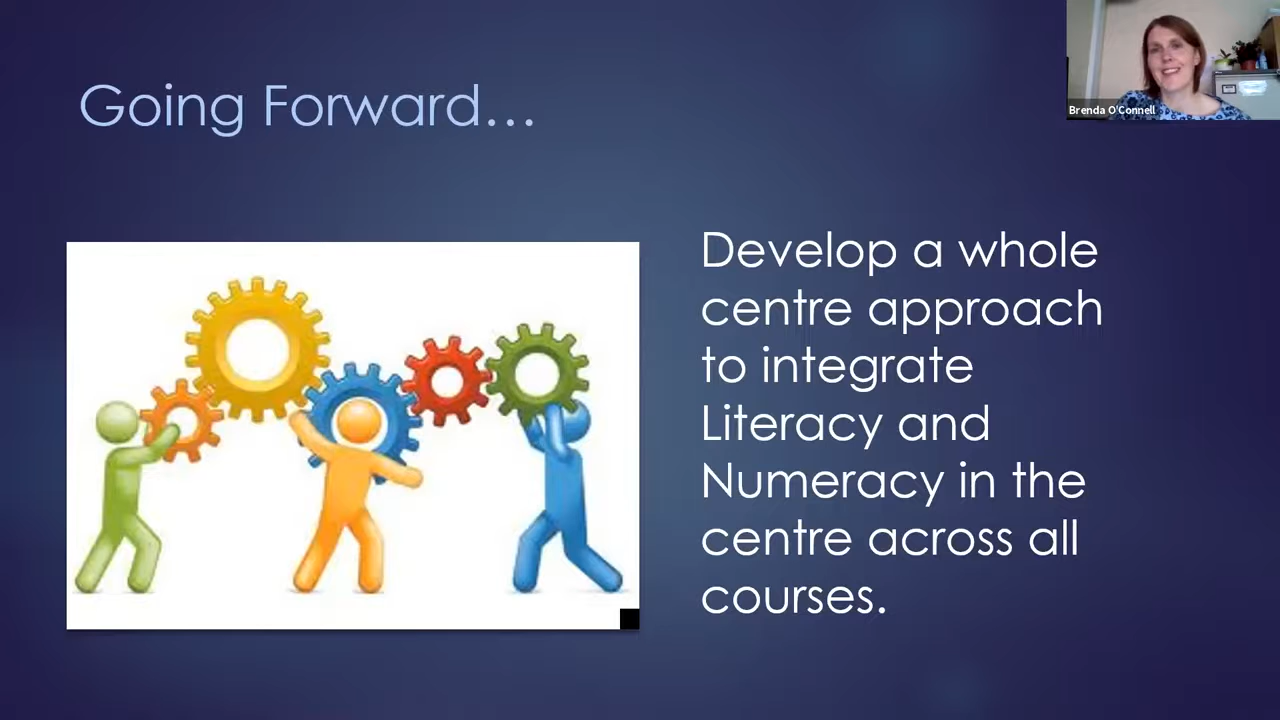 Going Forward...
Brenda O'Connell
Develop a whole
centre approach
to integrate
Literacy and
Numeracy in the
centre across all
courses.